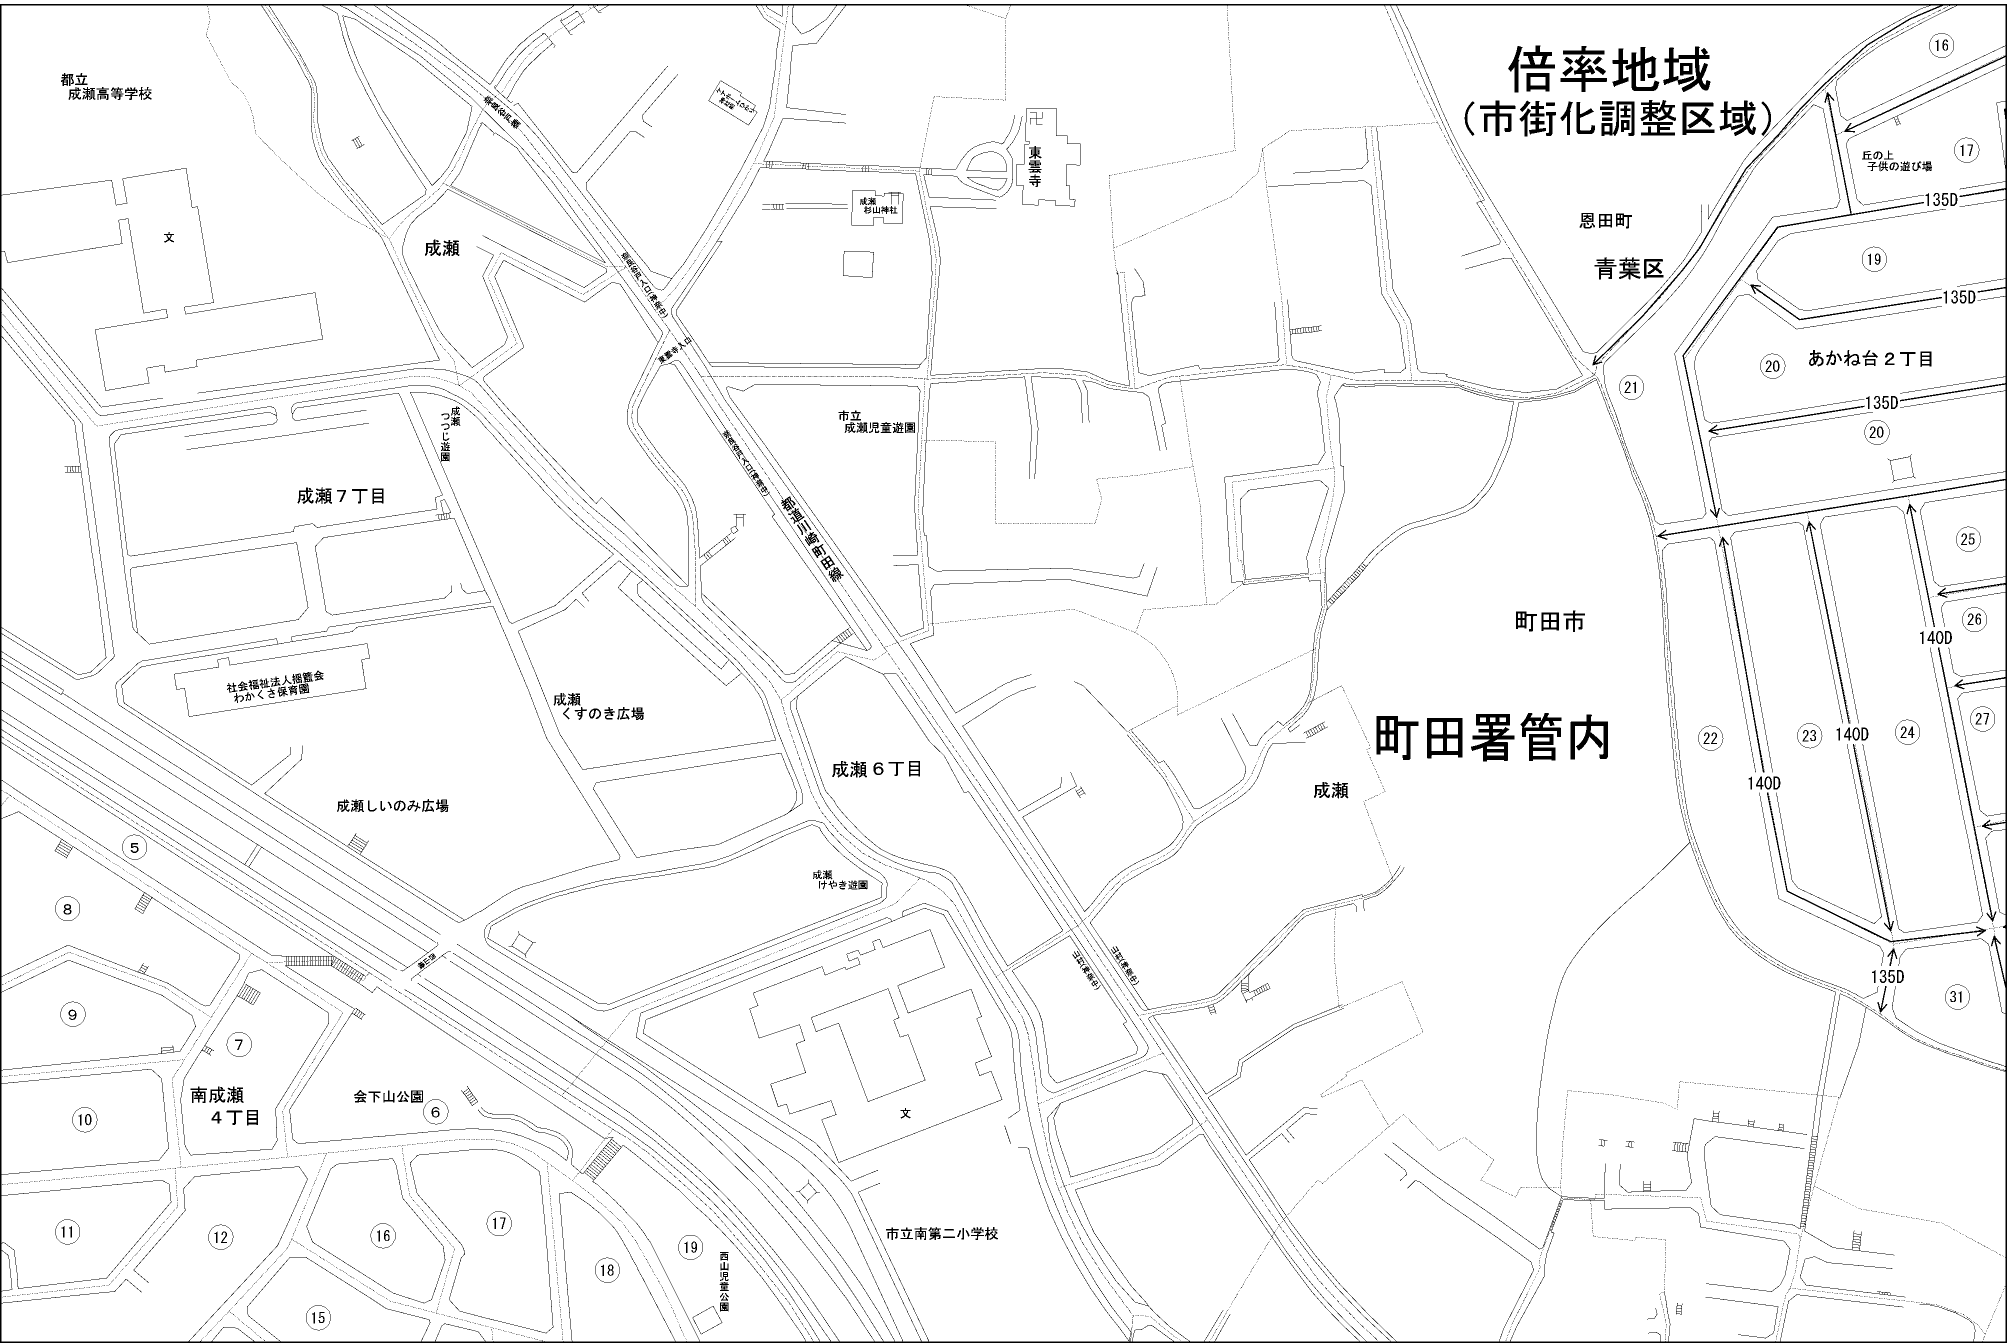 都立
成瀬高等学校
文
成瀬
東雲寺
成瀬
杉山神社
東雲寺入口
倍率地域
（市街化調整区域）
恩田町
青葉区
16
17
丘の上
子供の遊び場
135D
19
135D
20
あかね台２丁目
21
135D
20
成瀬
つつじ遊園
市立
成瀬児童遊園
成瀬７丁目
都道川崎町田線
25
26
140D
27
町田市
町田署管内
22
23
140D
24
140D
社会福祉法人
わかくさ保育園
成瀬
くすのき広場
成瀬６丁目
成瀬
成瀬しいのみ広場
成瀬
けやき遊園
5
8
9
7
南成瀬
４丁目
会下山公園
6
10
11
12
16
17
15
18
19
西山児童公園
文
市立南第二小学校
135D
31